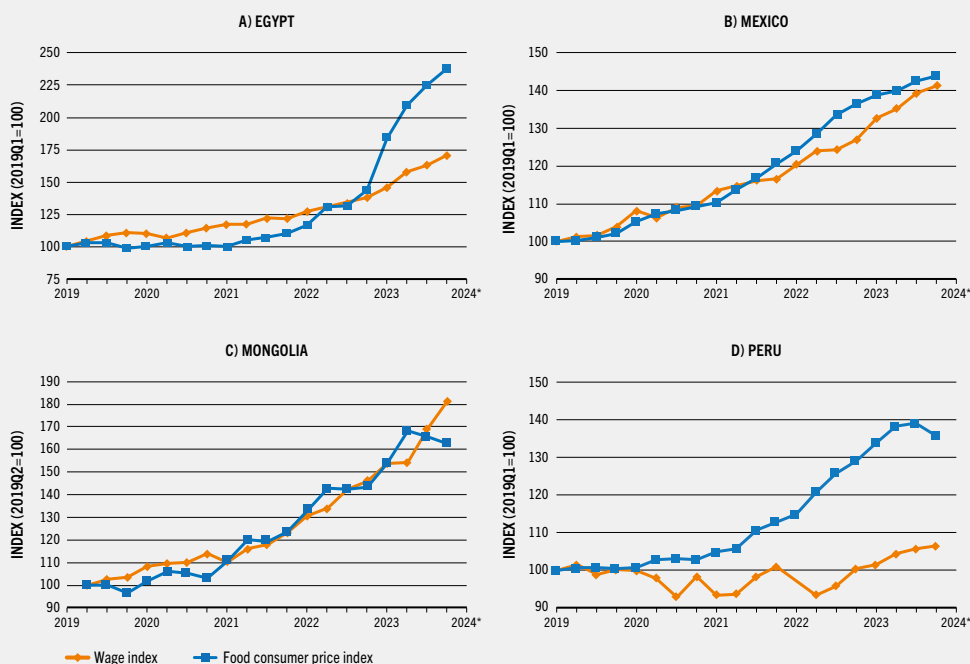 A) EGYPT
INDEX (2019Q1=100)
250
225
200
175
150
125
100
75
2019 2020 2021 2022 2023 2024*
B) MEXICO
INDEX (2019Q1=100)
150
140
130
120
110
100
90
2019 2020 2021 2022 2023 2024*
C) MONGOLIA
INDEX (2019Q2=100)
190
180
170
160
150
140
130
120
110
100
90
2019 2020 2021 2022 2023 2024*
D) PERU
INDEX (2019Q1=100)
150
140
130
120
110
100
90
2019 2020 2021 2022 2023 2024*
Wage index Food consumer price index